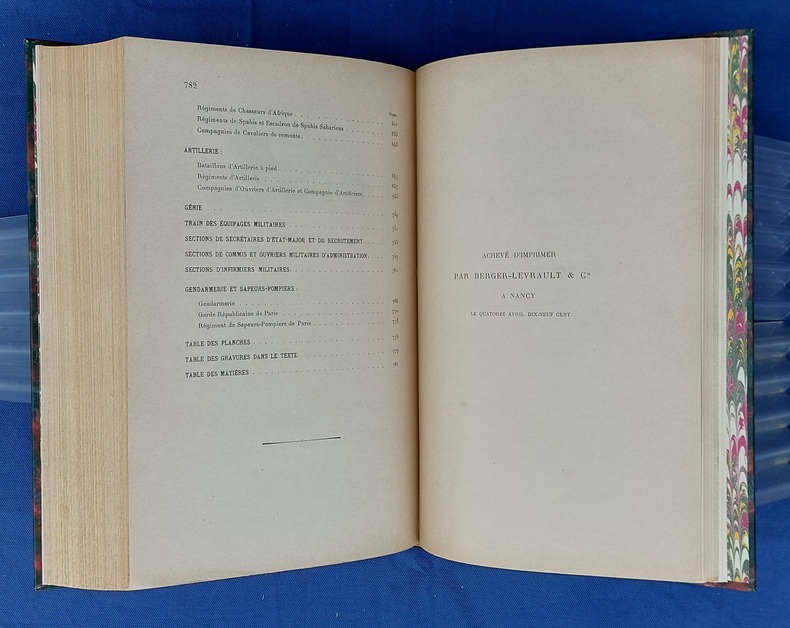 782
Pages
Régiments de Chasseurs d'Afrique
Régiments de Spahis et Escadron de Spahis Sahariens
Compagnies de Cavaliers de remonte
ARTILLERIE :
Bataillons d'Artillerie à pied
Régiments d'Artillerie
Compagnies d'Ouvriers d'Artillerie et Compagnie d'Artificiers
GÉNIE
TRAIN DES ÉQUIPAGES MILITAIRES
SECTIONS DE SECRÉTAIRES D'ÉTAT-MAJOR ET DU RECRUTEMENT
SECTIONS DE COMMIS ET OUVRIERS MILITAIRES D'ADMINISTRATION
SECTIONS D'INFIRMIERS MILITAIRES
GENDARMERIE ET SAPEURS-POMPIERS :
Gendarmerie
Garde Républicaine de Paris
Régiment de Sapeurs-Pompiers de Paris
TABLE DES PLANCHES
TABLE DES GRAVURES DANS LE TEXTE
TABLE DES MATIÈRES
ACHEVÉ D'IMPRIMER
PAR BERGER-LEVRAULT & Cie
A NANCY
LE QUATORZE AVRIL DIX-NEUF CENT